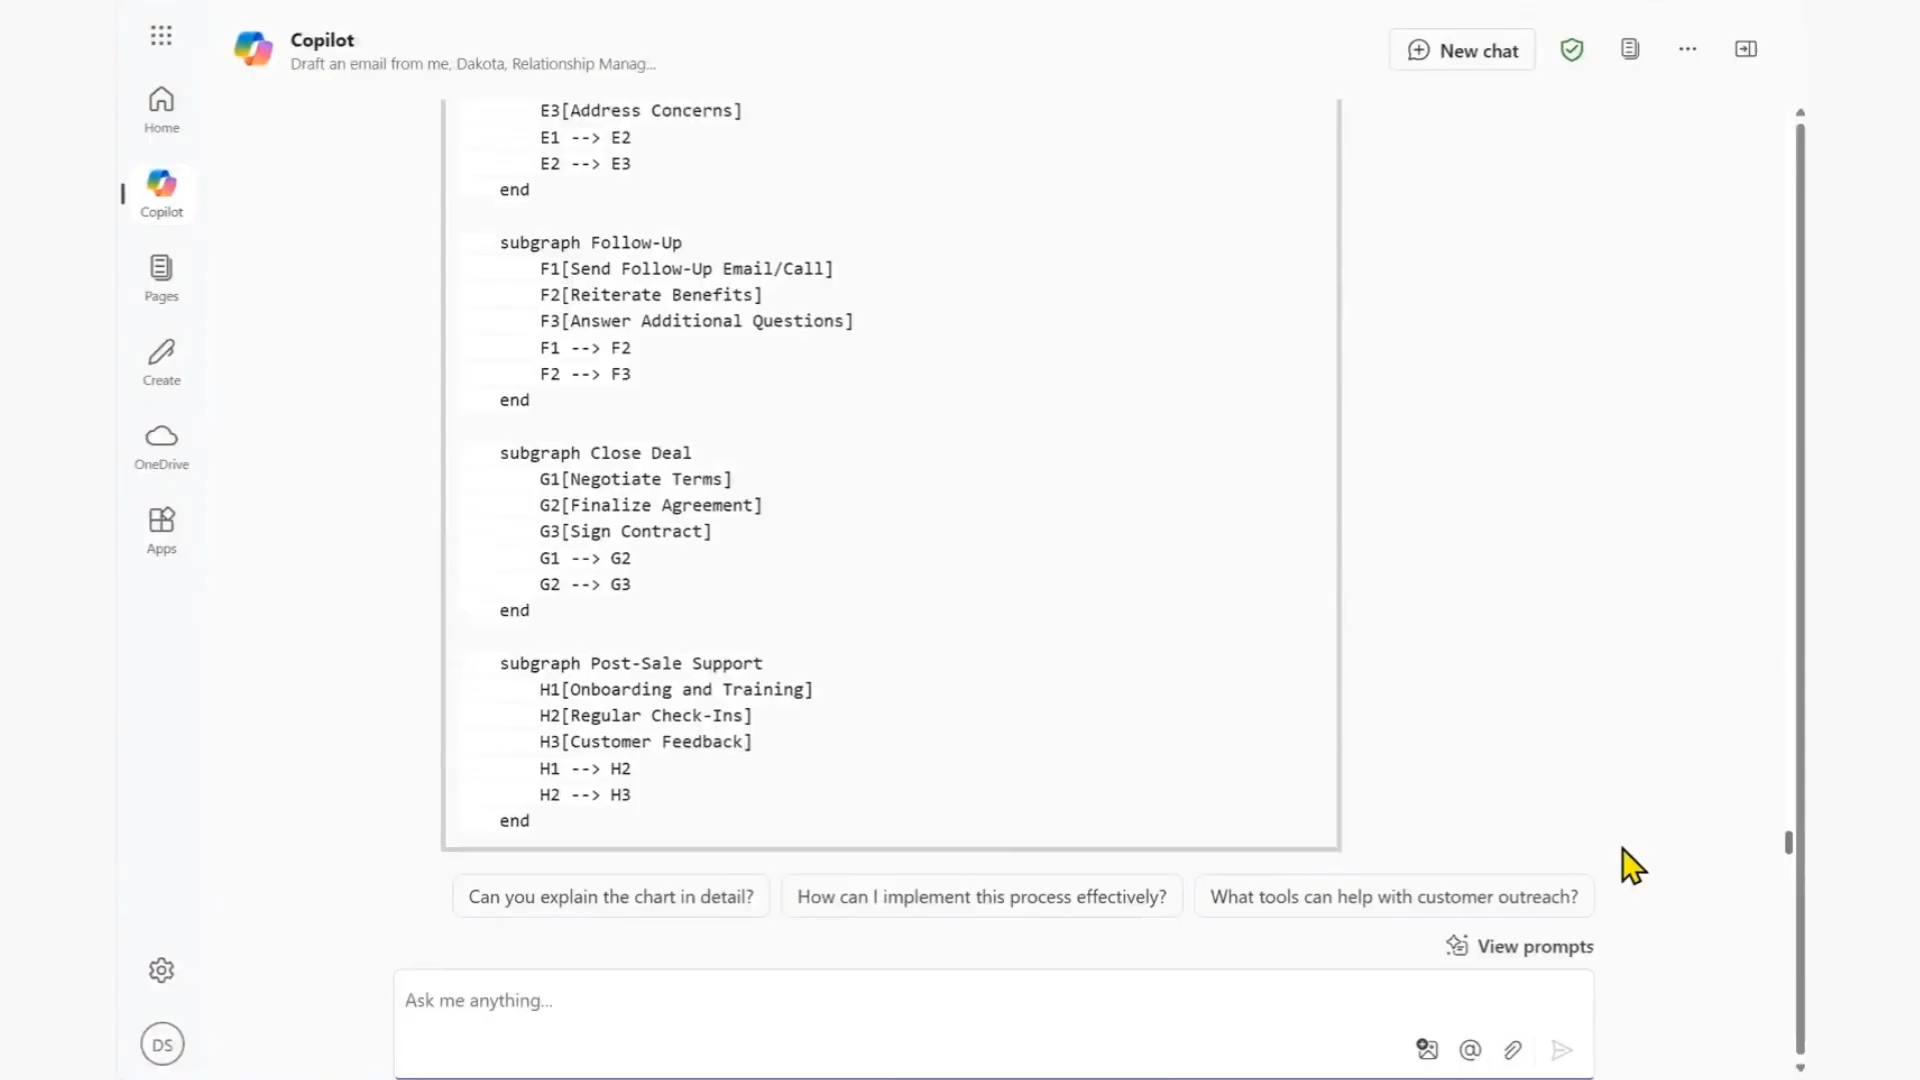 Copilot
Draft an email from me, Dakota, Relationship Manag...
New chat
Home
Copilot
Pages
Create
OneDrive
Apps
DS
E3[Address Concerns]
E1 --> E2
E2 --> E3
end
subgraph Follow-Up
F1[Send Follow-Up Email/Call]
F2[Reiterate Benefits]
F3[Answer Additional Questions]
F1 --> F2
F2 --> F3
end
subgraph Close Deal
G1[Negotiate Terms]
G2[Finalize Agreement]
G3[Sign Contract]
G1 --> G2
G2 --> G3
end
subgraph Post-Sale Support
H1[Onboarding and Training]
H2[Regular Check-Ins]
H3[Customer Feedback]
H1 --> H2
H2 --> H3
end
Can you explain the chart in detail?
How can I implement this process effectively?
What tools can help with customer outreach?
View prompts
Ask me anything...